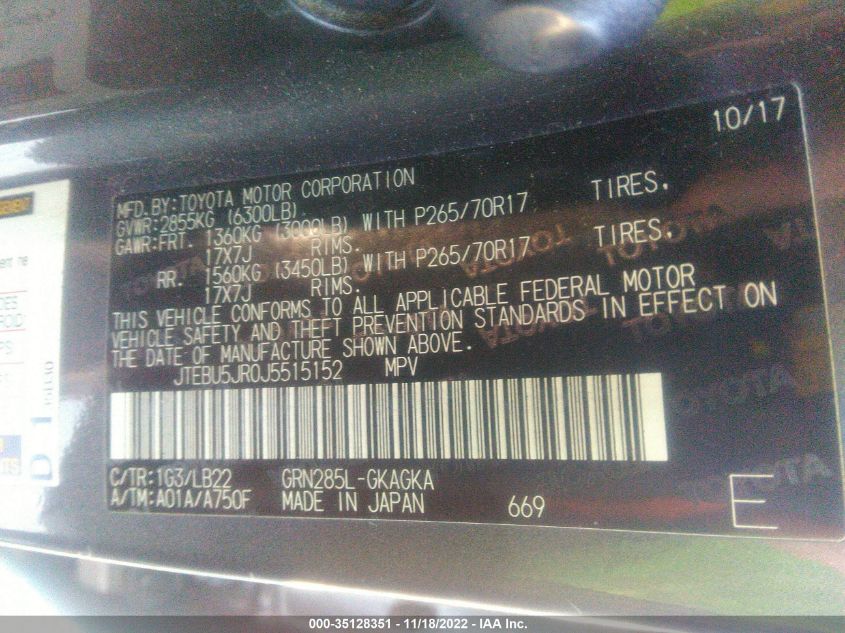 10/17
MFD.BY:TOYOTA MOTOR CORPORATION
GVWR:2855KG (6300LB)
GAWR:FRT. 1360KG (3000LB) WITH P265/70R17 TIRES,
17X7J RIMS.
RR. 1560KG (3450LB) WITH P265/70R17 TIRES,
17X7J RIMS.
THIS VEHICLE CONFORMS TO ALL APPLICABLE FEDERAL MOTOR
VEHICLE SAFETY AND THEFT PREVENTION STANDARDS IN EFFECT ON
THE DATE OF MANUFACTURE SHOWN ABOVE.
JTEBU5JR0J5515152 MPV
C/TR:1G3/LB22 GRN285L-GKAGKA
A/TM:A01A/A750F MADE IN JAPAN 669
E
D1
000-35128351 - 11/18/2022 - IAA Inc.